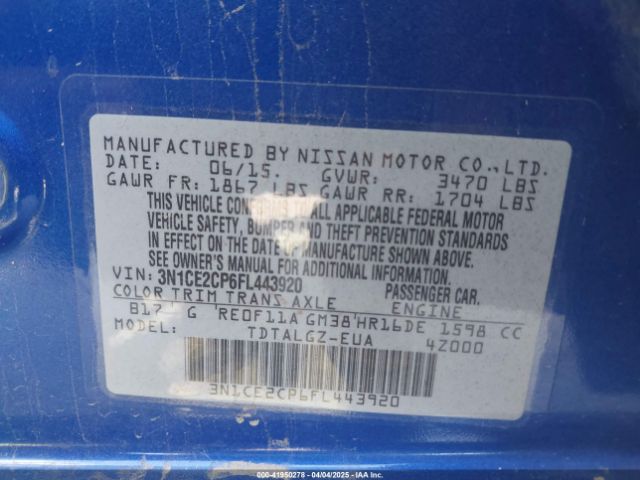 MANUFACTURED BY NISSAN MOTOR CO., LTD.
DATE: 06/15. GVWR: 3470 LBS
GAWR FR: 1867 LBS GAWR RR: 1704 LBS
THIS VEHICLE CONFORMS TO ALL APPLICABLE FEDERAL MOTOR
VEHICLE SAFETY, BUMPER AND THEFT PREVENTION STANDARDS
IN EFFECT ON THE DATE OF MANUFACTURE SHOWN ABOVE.
SEE OWNER'S MANUAL FOR ADDITIONAL INFORMATION
VIN: 3N1CE2CP6FL443920 PASSENGER CAR.
COLOR TRIM TRANS AXLE ENGINE
B17 G RE0F11A GM38 HR16DE 1598 CC
MODEL: TDTALGZ-EUA 4Z000
3N1CE2CP6FL443920
000-41950278 - 04/04/2025 - IAA Inc.